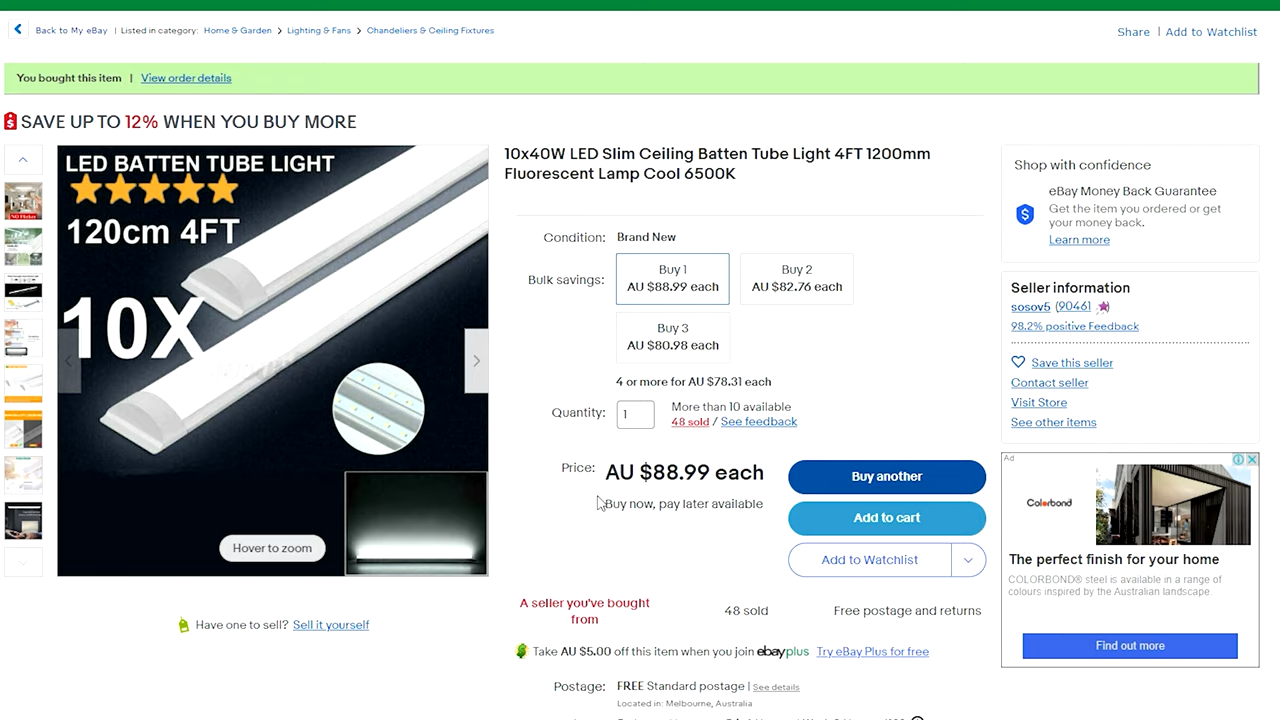 Back to My eBay | Listed in category: Home & Garden > Lighting & Fans > Chandeliers & Ceiling Fixtures
Share | Add to Watchlist
You bought this item | View order details
SAVE UP TO 12% WHEN YOU BUY MORE
LED BATTEN TUBE LIGHT
120cm 4FT
10X
Hover to zoom
Have one to sell? Sell it yourself
10x40W LED Slim Ceiling Batten Tube Light 4FT 1200mm
Fluorescent Lamp Cool 6500K
Condition: Brand New
Bulk savings:
Buy 1
AU $88.99 each
Buy 2
AU $82.76 each
Buy 3
AU $80.98 each
4 or more for AU $78.31 each
Quantity: 1
More than 10 available
48 sold / See feedback
Price: AU $88.99 each
Buy now, pay later available
Buy another
Add to cart
Add to Watchlist
A seller you've bought
from
48 sold
Free postage and returns
Take AU $5.00 off this item when you join ebayplus Try eBay Plus for free
Postage: FREE Standard postage | See details
Located in: Melbourne, Australia
Shop with confidence
eBay Money Back Guarantee
Get the item you ordered or get
your money back.
Learn more
Seller information
sosov5 (90461
98.2% positive Feedback
Save this seller
Contact seller
Visit Store
See other items
Ad
Colorbond
The perfect finish for your home
COLORBOND® steel is available in a range of
colours inspired by the Australian landscape.
Find out more